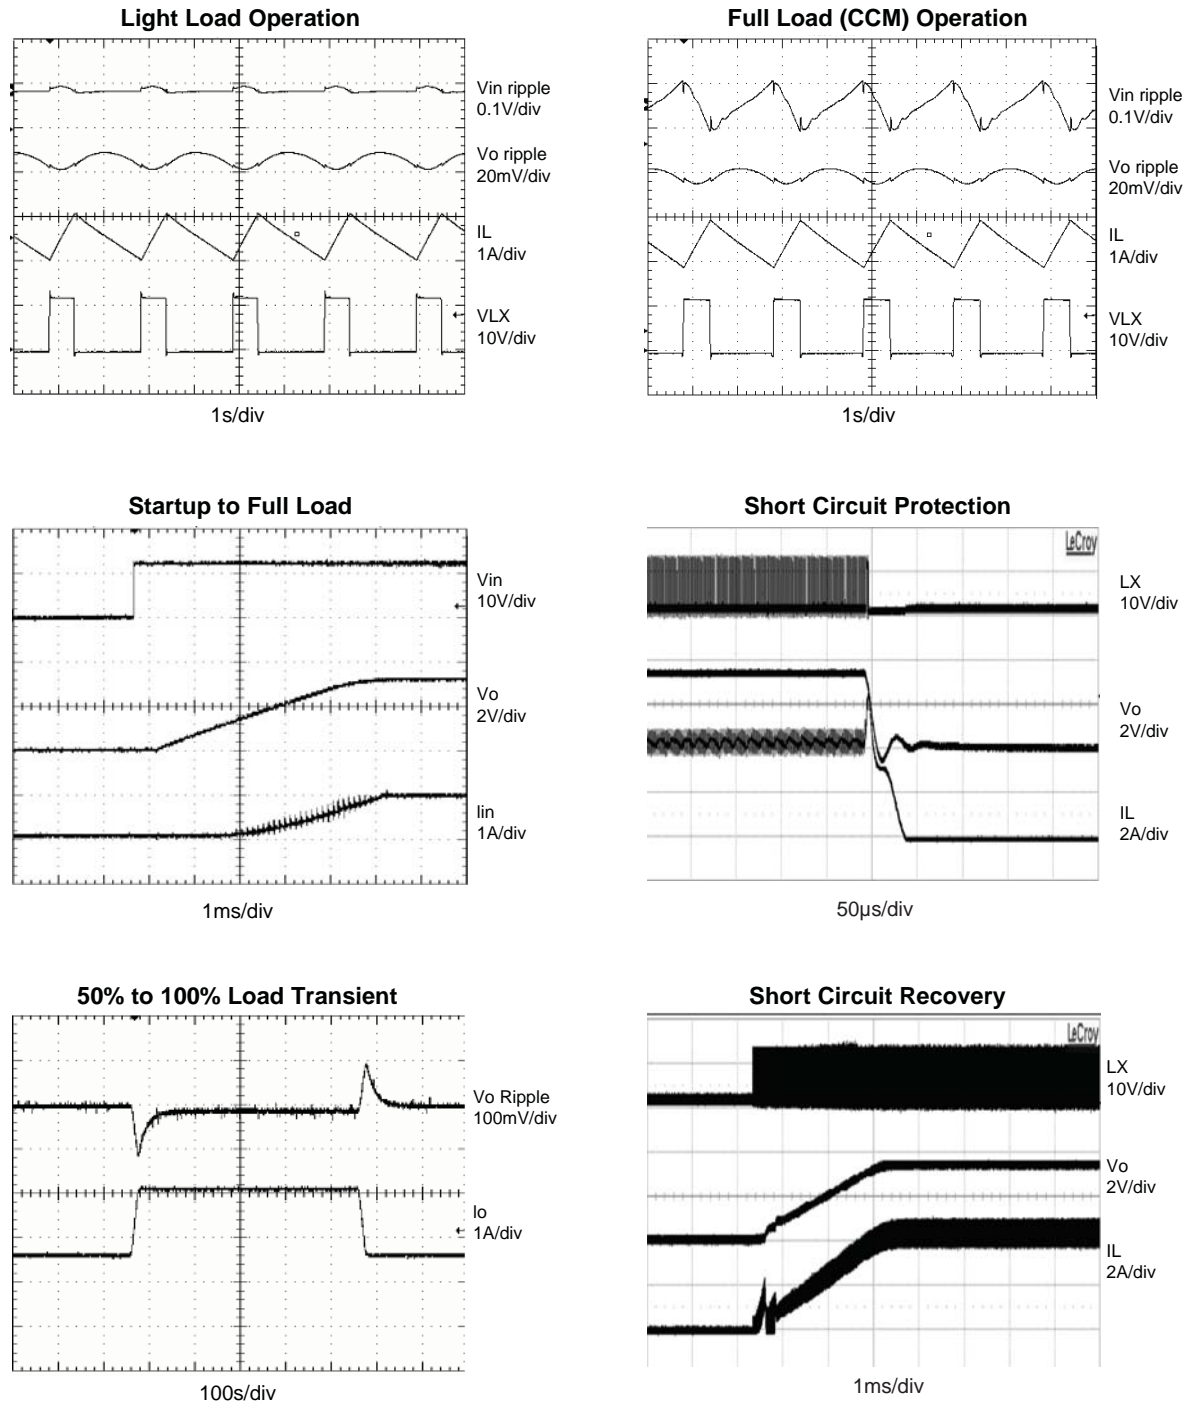 Light Load Operation
Vin ripple
0.1V/div
Vo ripple
20mV/div
IL
1A/div
VLX
10V/div
1s/div
Full Load (CCM) Operation
Vin ripple
0.1V/div
Vo ripple
20mV/div
IL
1A/div
VLX
10V/div
1s/div
Startup to Full Load
Vin
10V/div
Vo
2V/div
Iin
1A/div
1ms/div
Short Circuit Protection
LeCroy
LX
10V/div
Vo
2V/div
IL
2A/div
50µs/div
50% to 100% Load Transient
Vo Ripple
100mV/div
Io
1A/div
100s/div
Short Circuit Recovery
LeCroy
LX
10V/div
Vo
2V/div
IL
2A/div
1ms/div